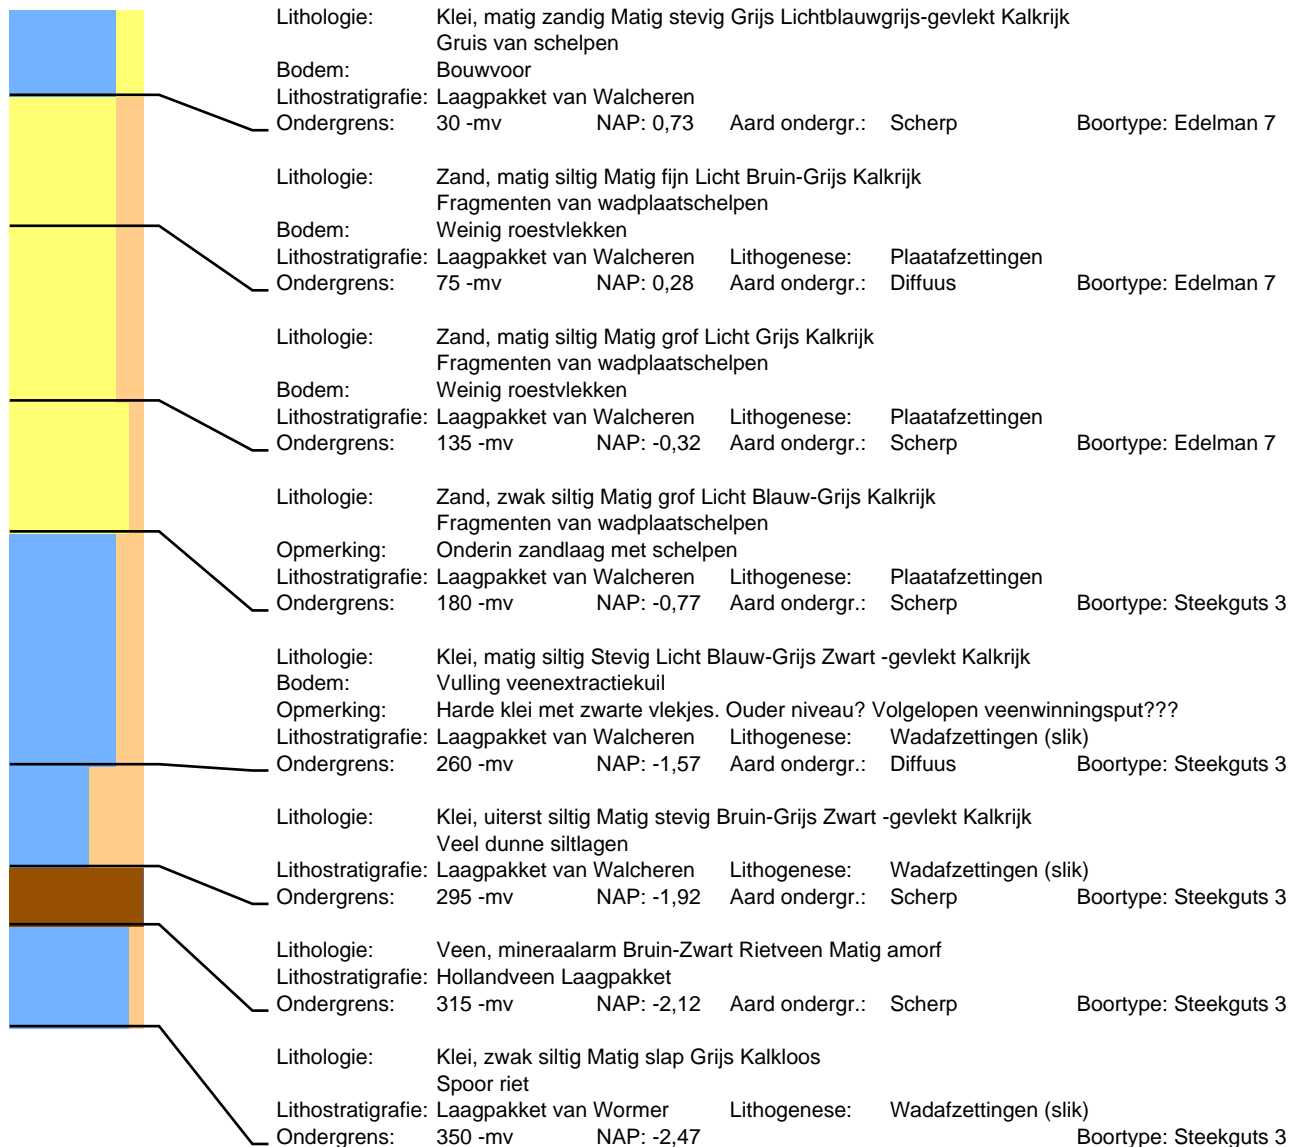 Lithologie: Klei, matig zandig Matig stevig Grijs Lichtblauwgrijs-gevlekt Kalkrijk
Gruis van schelpen
Bodem: Bouwvoor
Lithostratigrafie: Laagpakket van Walcheren
Ondergrens: 30 -mv NAP: 0,73 Aard ondergr.: Scherp Boortype: Edelman 7
Lithologie: Zand, matig siltig Matig fijn Licht Bruin-Grijs Kalkrijk
Fragmenten van wadplaatschelpen
Bodem: Weinig roestvlekken
Lithostratigrafie: Laagpakket van Walcheren Lithogenese: Plaatafzettingen
Ondergrens: 75 -mv NAP: 0,28 Aard ondergr.: Diffuus Boortype: Edelman 7
Lithologie: Zand, matig siltig Matig grof Licht Grijs Kalkrijk
Fragmenten van wadplaatschelpen
Bodem: Weinig roestvlekken
Lithostratigrafie: Laagpakket van Walcheren Lithogenese: Plaatafzettingen
Ondergrens: 135 -mv NAP: -0,32 Aard ondergr.: Scherp Boortype: Edelman 7
Lithologie: Zand, zwak siltig Matig grof Licht Blauw-Grijs Kalkrijk
Fragmenten van wadplaatschelpen
Opmerking: Onderin zandlaag met schelpen
Lithostratigrafie: Laagpakket van Walcheren Lithogenese: Plaatafzettingen
Ondergrens: 180 -mv NAP: -0,77 Aard ondergr.: Scherp Boortype: Steekguts 3
Lithologie: Klei, matig siltig Stevig Licht Blauw-Grijs Zwart -gevlekt Kalkrijk
Bodem: Vulling veenextractiekuil
Opmerking: Harde klei met zwarte vlekjes. Ouder niveau? Volgelopen veenwinningsput???
Lithostratigrafie: Laagpakket van Walcheren Lithogenese: Wadafzettingen (slik)
Ondergrens: 260 -mv NAP: -1,57 Aard ondergr.: Diffuus Boortype: Steekguts 3
Lithologie: Klei, uiterst siltig Matig stevig Bruin-Grijs Zwart -gevlekt Kalkrijk
Veel dunne siltlagen
Lithostratigrafie: Laagpakket van Walcheren Lithogenese: Wadafzettingen (slik)
Ondergrens: 295 -mv NAP: -1,92 Aard ondergr.: Scherp Boortype: Steekguts 3
Lithologie: Veen, mineraalarm Bruin-Zwart Rietveen Matig amorf
Lithostratigrafie: Hollandveen Laagpakket
Ondergrens: 315 -mv NAP: -2,12 Aard ondergr.: Scherp Boortype: Steekguts 3
Lithologie: Klei, zwak siltig Matig slap Grijs Kalkloos
Spoor riet
Lithostratigrafie: Laagpakket van Wormer Lithogenese: Wadafzettingen (slik)
Ondergrens: 350 -mv NAP: -2,47 Boortype: Steekguts 3